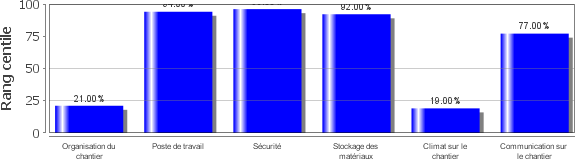 100
75
50
25
0
Rang centile
21.00 %
92.00 %
19.00 %
77.00 %
Organisation du
chantier
Poste de travail
Sécurité
Stockage des
matériaux
Climat sur le
chantier
Communication sur
le chantier